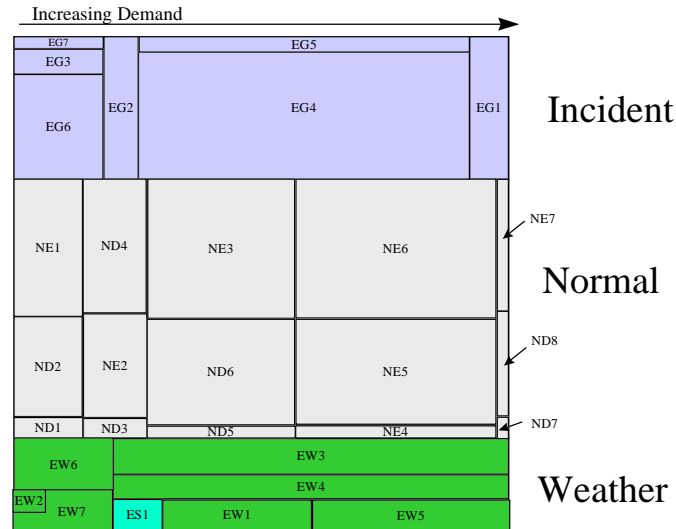 Increasing Demand
EG7
EG5
EG3
EG6
EG2
EG4
EG1
Incident
NE1
ND4
NE3
NE6
NE7
Normal
ND2
NE2
ND6
NE5
ND8
ND1
ND3
ND5
NE4
ND7
EW6
EW3
EW4
Weather
EW2
EW7
ES1
EW1
EW5